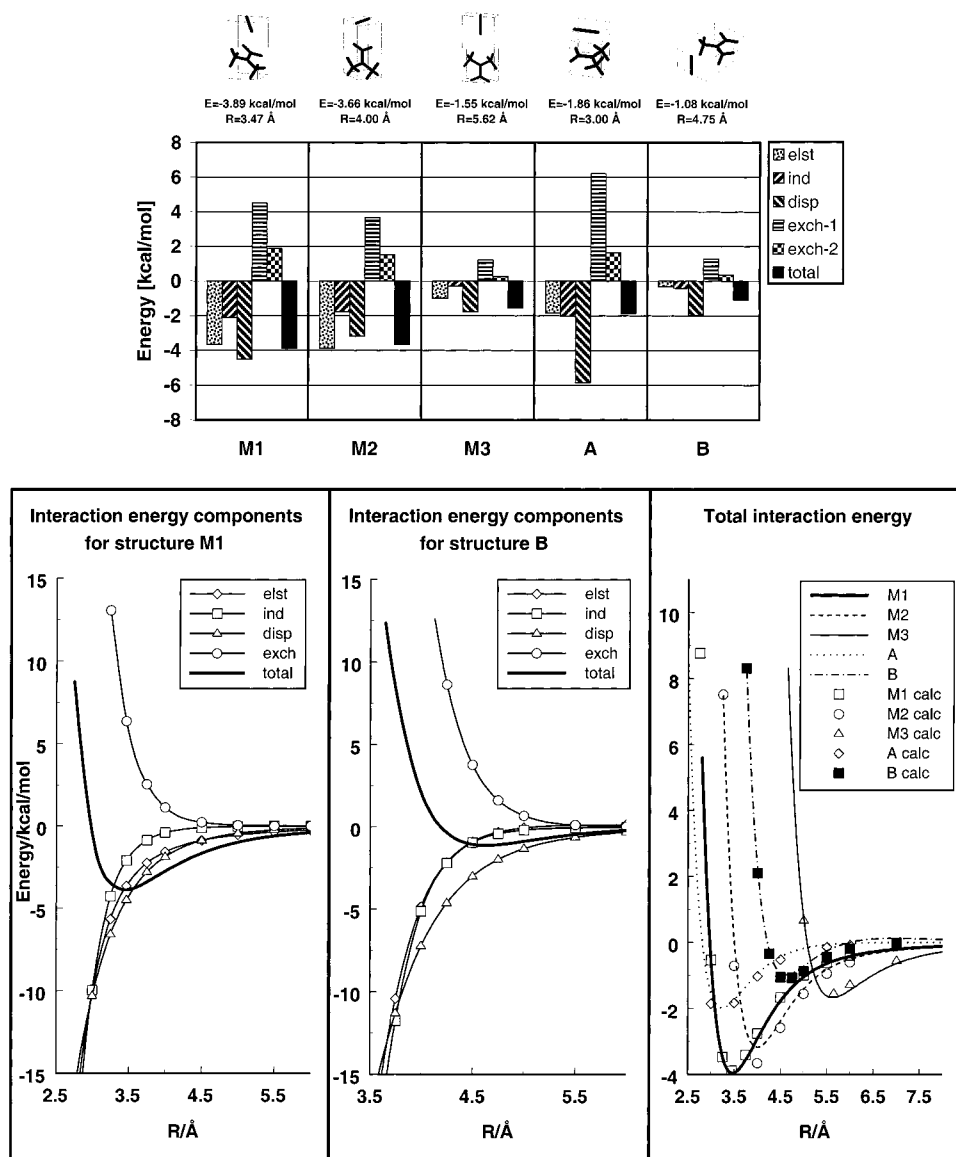 E=-3.89 kcal/mol E=-3.66 kcal/mol E=-1.55 kcal/mol E=-1.86 kcal/mol E=-1.08 kcal/mol
R=3.47 Å R=4.00 Å R=5.62 Å R=3.00 Å R=4.75 Å
Energy [kcal/mol]
8
6
4
2
0
-2
-4
-6
-8
elst
ind
disp
exch-1
exch-2
total
M1 M2 M3 A B
Interaction energy components
for structure M1
Energy/kcal/mol
15
10
5
0
-5
-10
-15
elst
ind
disp
exch
total
2.5 3.5 4.5 5.5
R/Å
Interaction energy components
for structure B
15
10
5
0
-5
-10
-15
elst
ind
disp
exch
total
3.5 4.5 5.5
R/Å
Total interaction energy
10
8
6
4
2
0
-2
-4
M1
M2
M3
A
B
M1 calc
M2 calc
M3 calc
A calc
B calc
2.5 3.5 4.5 5.5 6.5 7.5
R/Å